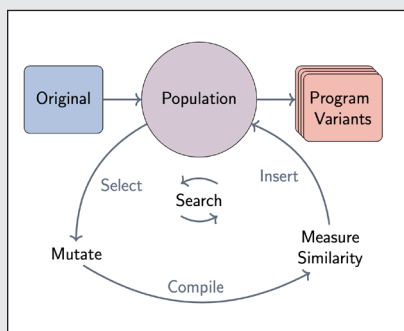 Original
Population
Program
Variants
Select
Insert
Search
Mutate
Measure
Similarity
Compile